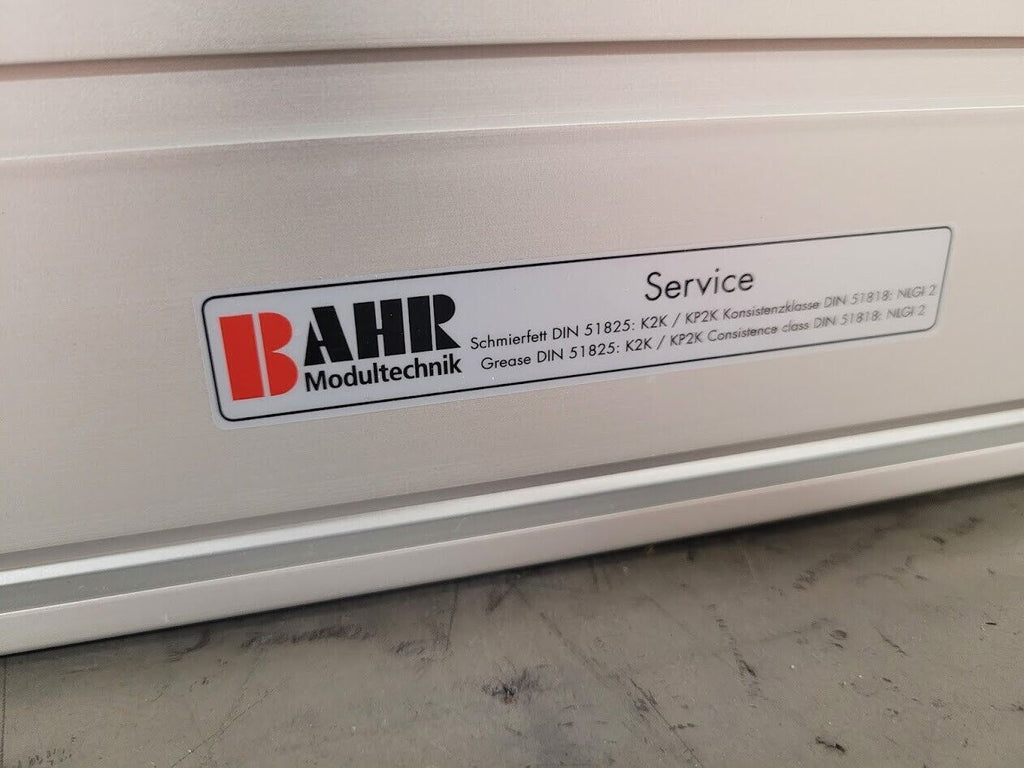 BAHR
Modultechnik
Service
Schmierfett DIN 51825: K2K / KP2K Konsistenzklasse DIN 51818: NLGI 2
Grease DIN 51825: K2K / KP2K Consistence class DIN 51818: NLGI 2